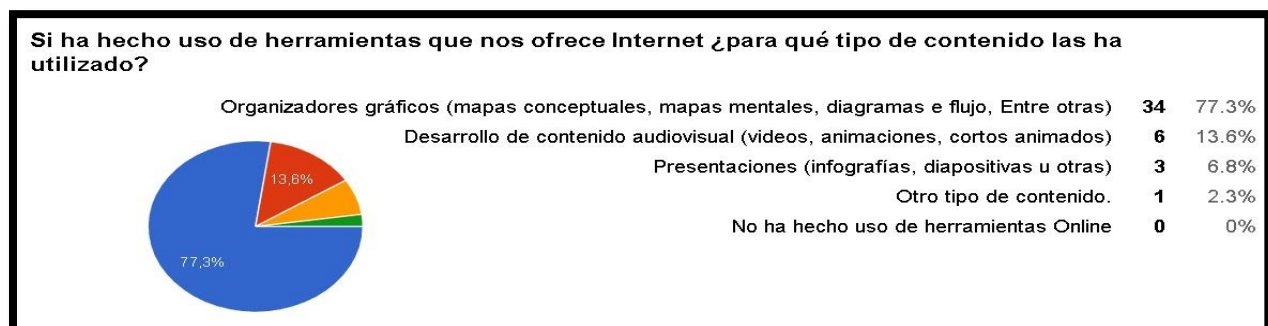 Si ha hecho uso de herramientas que nos ofrece Internet ¿para qué tipo de contenido las ha
utilizado?
Organizadores gráficos (mapas conceptuales, mapas mentales, diagramas e flujo, Entre otras) 34 77.3%
Desarrollo de contenido audiovisual (videos, animaciones, cortos animados) 6 13.6%
Presentaciones (infografías, diapositivas u otras) 3 6.8%
Otro tipo de contenido. 1 2.3%
No ha hecho uso de herramientas Online 0 0%
13,6%
77,3%